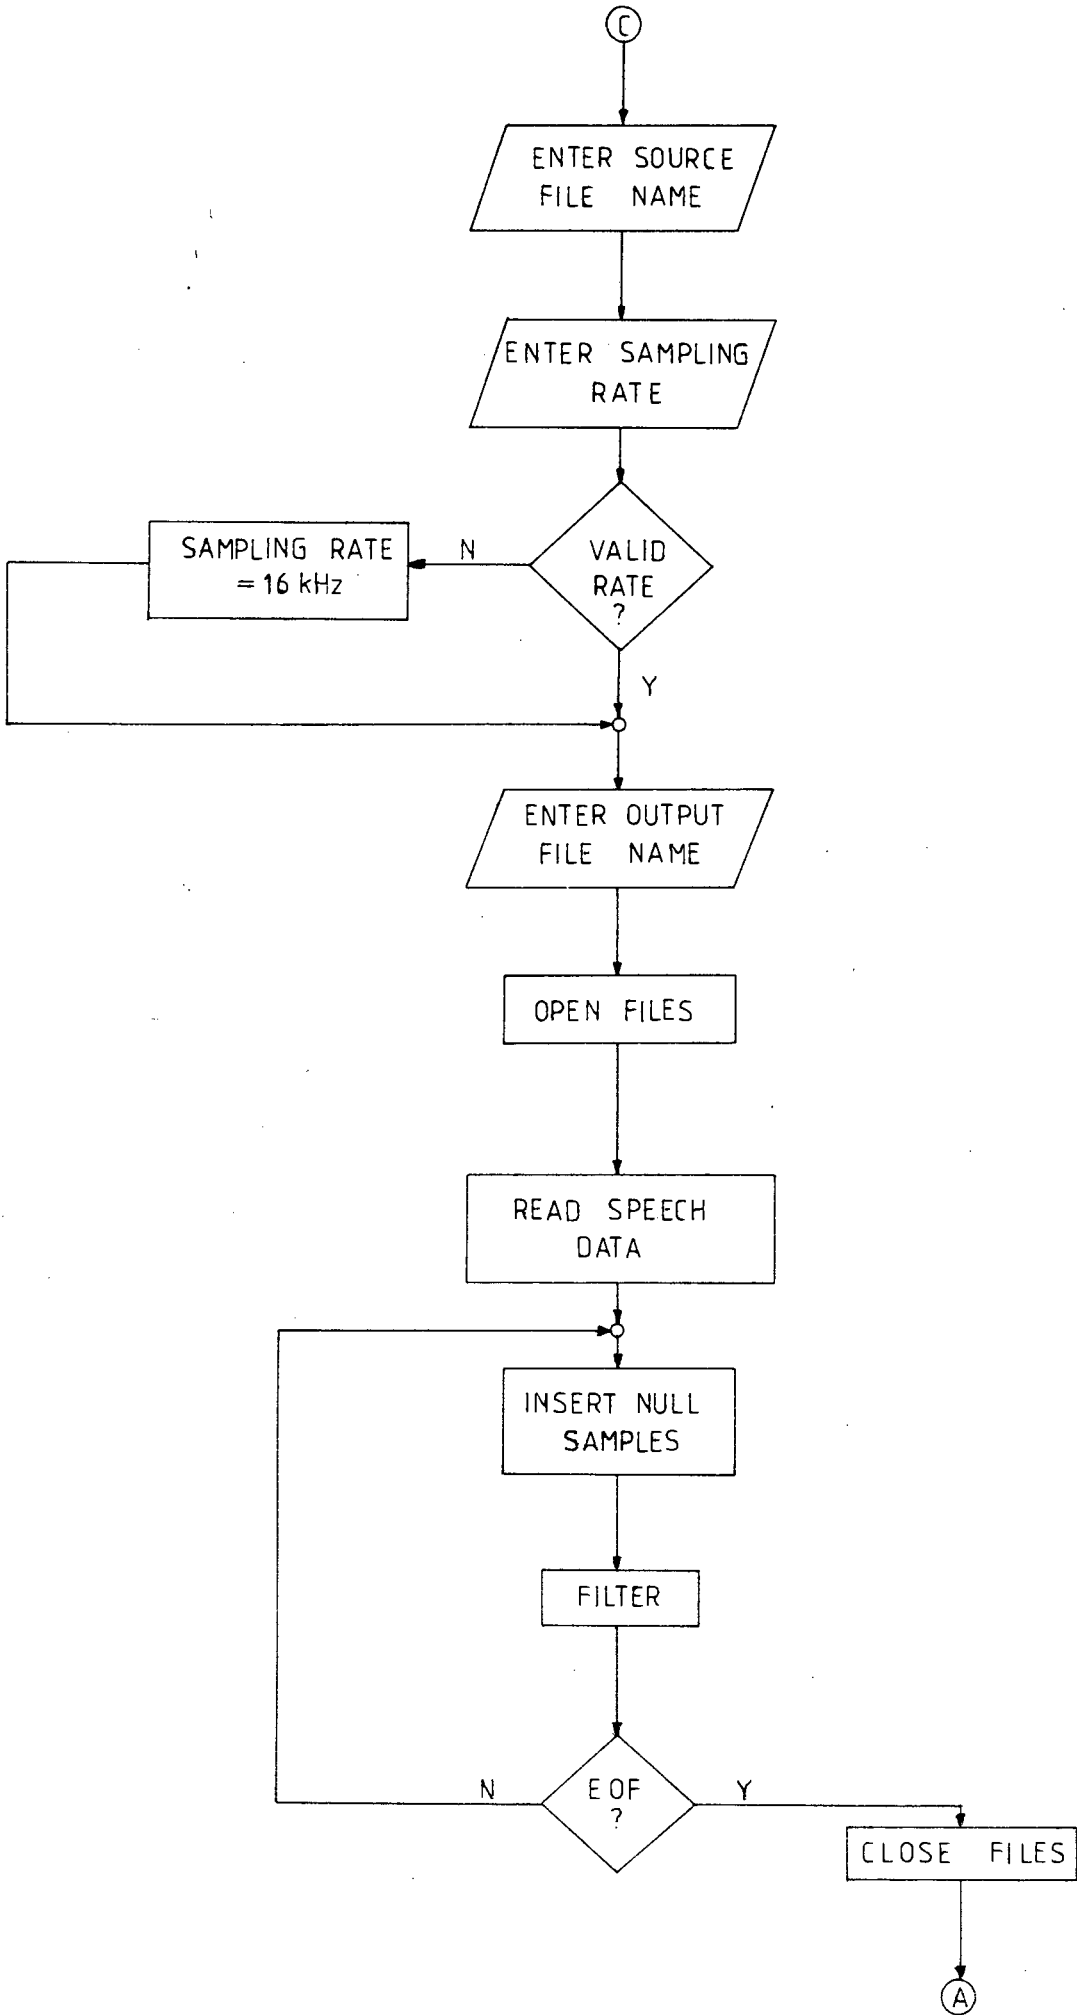 C
ENTER SOURCE
FILE NAME
ENTER SAMPLING
RATE
SAMPLING RATE
= 16 kHz
N
VALID
RATE
?
Y
ENTER OUTPUT
FILE NAME
OPEN FILES
READ SPEECH
DATA
INSERT NULL
SAMPLES
FILTER
N
EOF
?
Y
CLOSE FILES
A